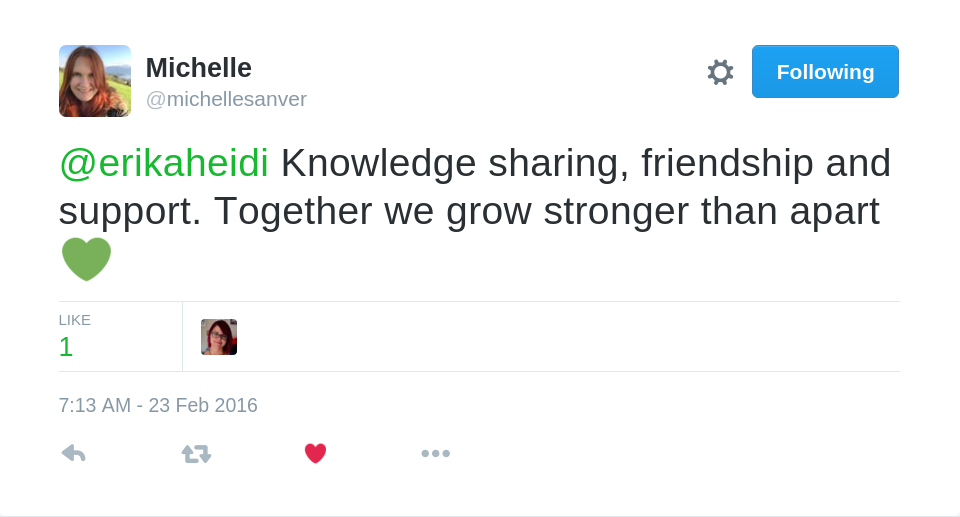 Michelle
@michellesanver
Following
@erikaheidi Knowledge sharing, friendship and
support. Together we grow stronger than apart
💚
LIKE
1
7:13 AM - 23 Feb 2016